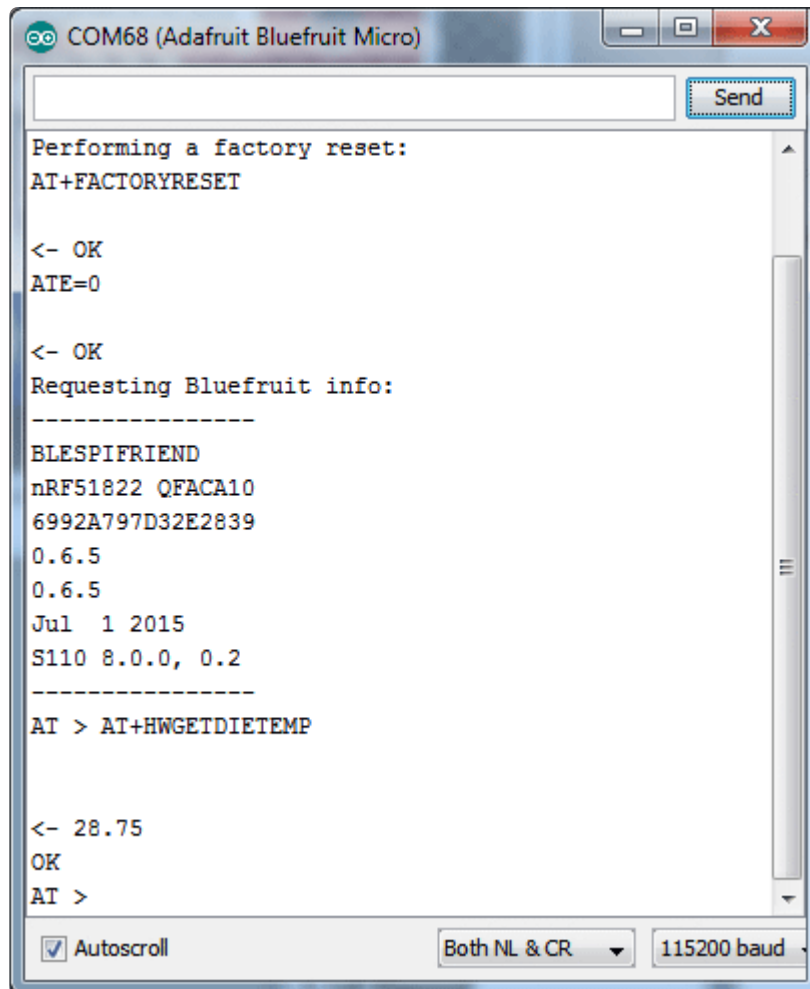 COM68 (Adafruit Bluefruit Micro)
Send
Performing a factory reset:
AT+FACTORYRESET
<- OK
ATE=0
<- OK
Requesting Bluefruit info:
----------------
BLESPIFRIEND
nRF51822 QFACA10
6992A797D32E2839
0.6.5
0.6.5
Jul  1 2015
S110 8.0.0, 0.2
----------------
AT > AT+HWGETDIETEMP
<- 28.75
OK
AT >
Autoscroll
Both NL & CR
115200 baud